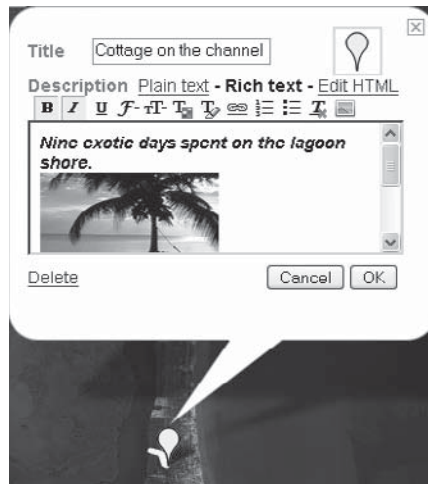 Title Cottage on the channel
Description Plain text - Rich text - Edit HTML
B I U F- тT- T T T
Nine exotic days spent on the lagoon
shore.
Delete Cancel OK